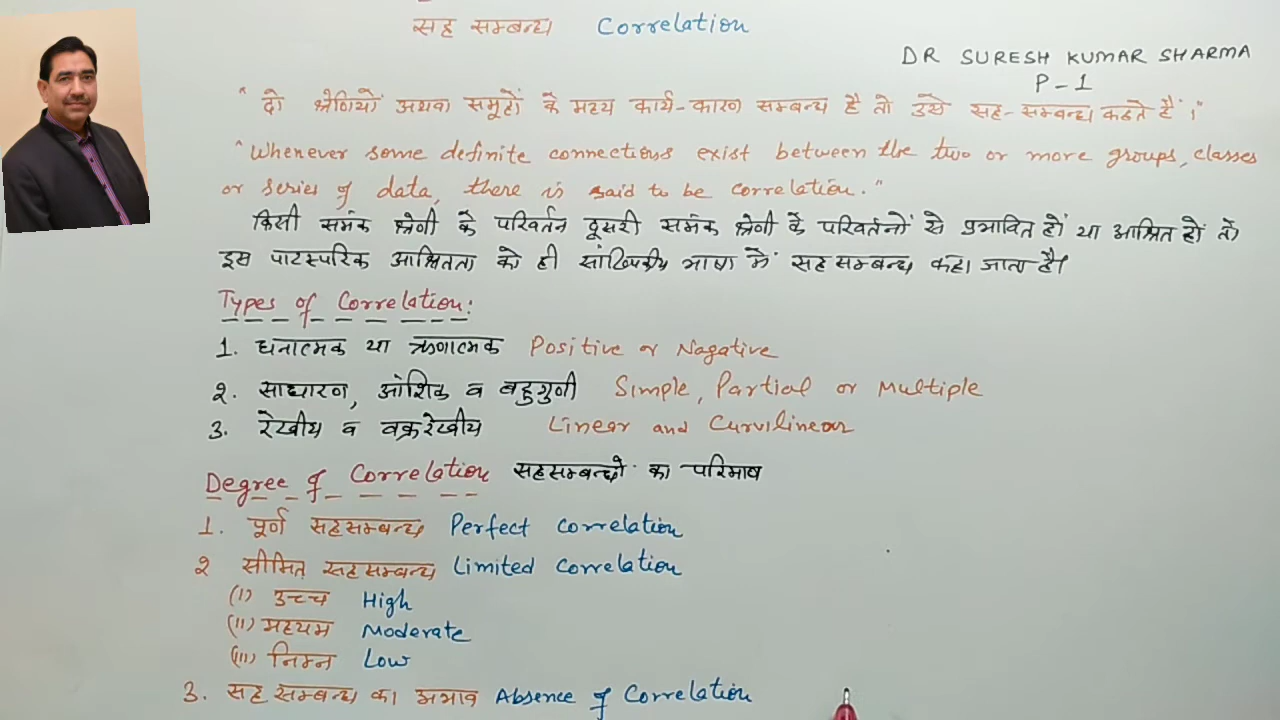 सह सम्बन्ध Correlation
DR SURESH KUMAR SHARMA
P-1
"दो श्रेणियों अथवा समूहों के मध्य कार्य-कारण सम्बन्ध है तो उसे सह-सम्बन्ध कहते हैं।"
"Whenever some definite connections exist between the two or more groups, classes
or series of data, there is said to be correlation."
किसी समंक श्रेणी के परिवर्तन दूसरी समंक श्रेणी के परिवर्तनों से प्रभावित हों या आश्रित हों तो
इस पारस्परिक आश्रितता को ही सांख्यिकीय भाषा में सहसम्बन्ध कहा जाता है।
Types of Correlation:
1. धनात्मक या ऋणात्मक Positive or Nagative
2. साधारण, आंशिक व बहुगुणी Simple, Partial or Multiple
3. रेखीय व वक्ररेखीय Linear and Curvilinear
Degree of Correlation सहसम्बन्धों का परिमाष
1. पूर्ण सहसम्बन्ध Perfect Correlation
2 सीमित सहसम्बन्ध Limited Correlation
(I) उच्च High
(II) मध्यम Moderate
(III) निम्न Low
3. सह सम्बन्ध का अभाव Absence of Correlation